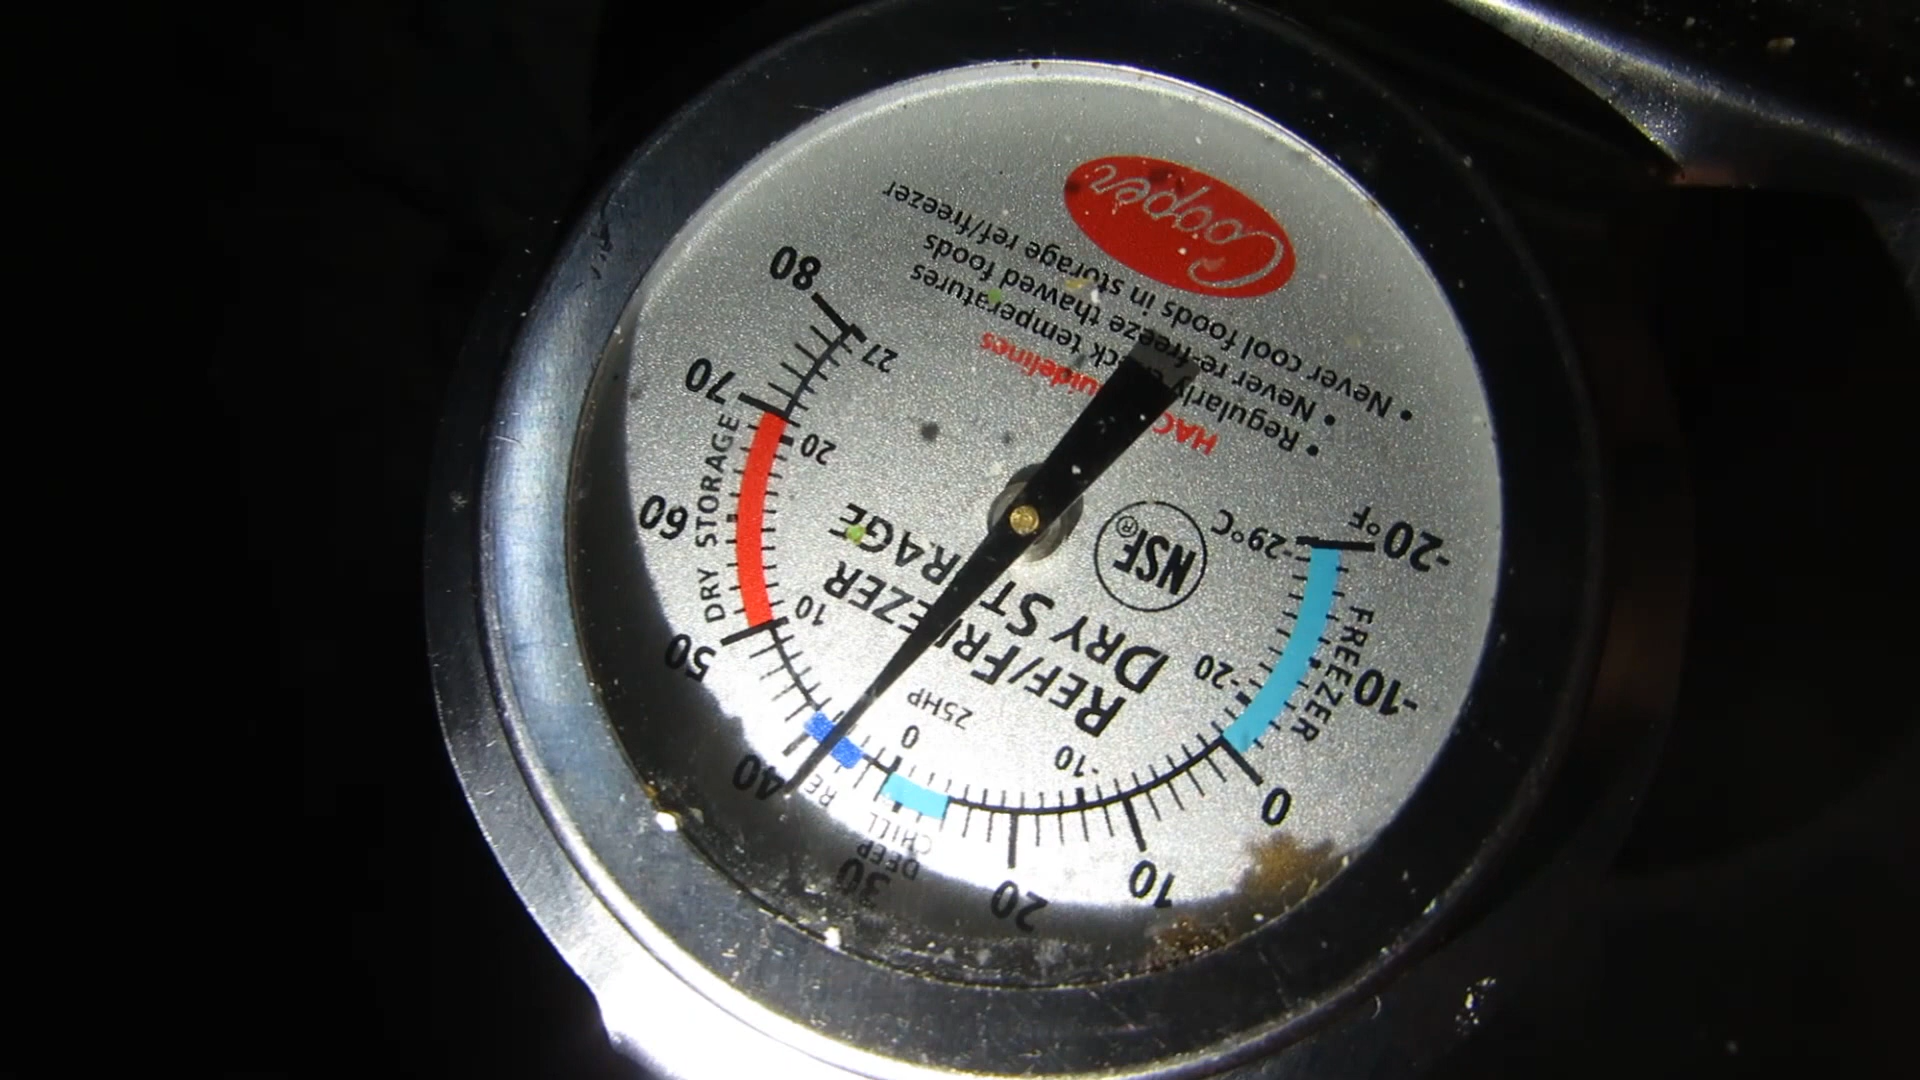 -20°F
-29°C
FREEZER
-10
-20
0
-10
10
20
30
0
DEEP
CHILL
40
50
10
DRY STORAGE
60
70
20
80
27
25HP
REF/FREEZER
DRY STORAGE
NSF®
HACCP Guidelines
• Regularly check temperatures
• Never re-freeze thawed foods
• Never cool foods in storage ref/freezer
Cooper